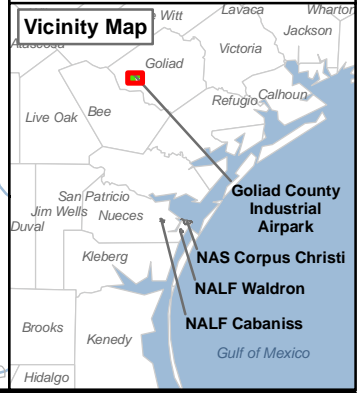 Vicinity Map
Witt
Lavaca
Wharton
Jackson
Atascosa
Goliad
Victoria
Refugio
Calhoun
Live Oak
Bee
Goliad County
Industrial
Airpark
San Patricio
Jim Wells
Nueces
Duval
NAS Corpus Christi
Kleberg
NALF Waldron
NALF Cabaniss
Brooks
Kenedy
Gulf of Mexico
Hidalgo